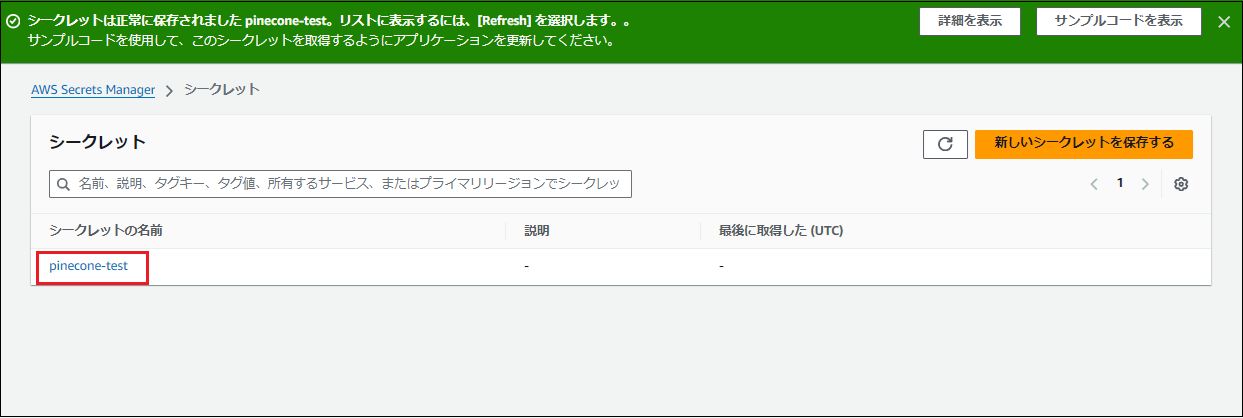 シークレットは正常に保存されました pinecone-test。リストに表示するには、[Refresh] を選択します。。
サンプルコードを使用して、このシークレットを取得するようにアプリケーションを更新してください。
詳細を表示
サンプルコードを表示
AWS Secrets Manager
シークレット
シークレット
新しいシークレットを保存する
名前、説明、タグキー、タグ値、所有するサービス、またはプライマリリージョンでシークレッ
1
シークレットの名前
説明
最後に取得した (UTC)
pinecone-test
-
-